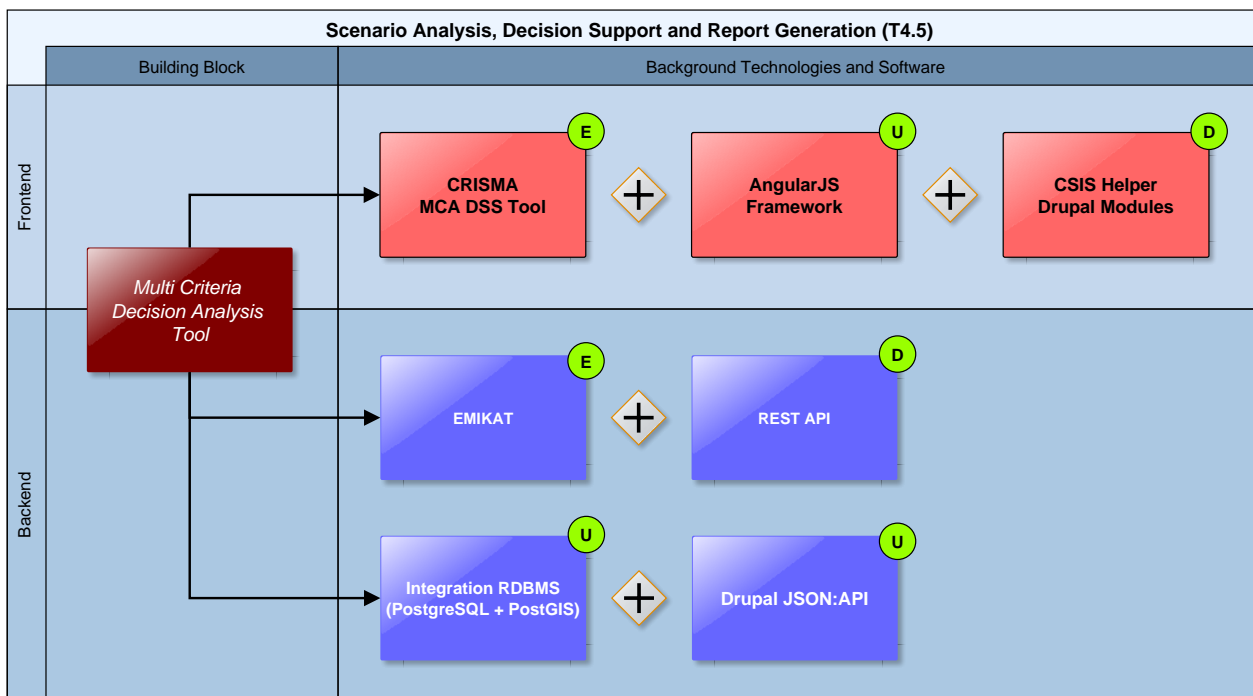 Scenario Analysis, Decision Support and Report Generation (T4.5)
Building Block
Background Technologies and Software
Frontend
E
CRISMA
MCA DSS Tool
U
AngularJS
Framework
D
CSIS Helper
Drupal Modules
Multi Criteria
Decision Analysis
Tool
Backend
E
EMIKAT
D
REST API
U
Integration RDBMS
(PostgreSQL + PostGIS)
U
Drupal JSON:API